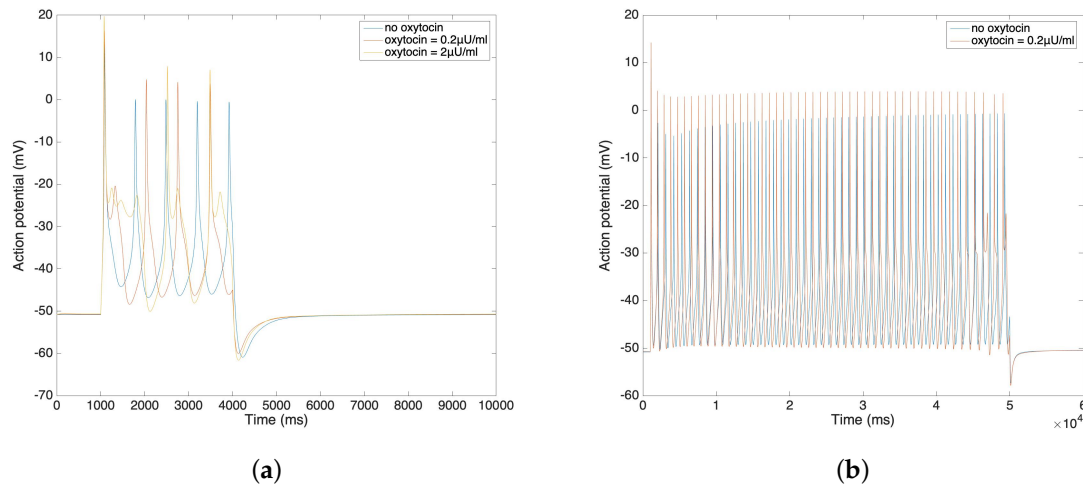 20
10
0
-10
-20
-30
-40
-50
-60
-70
Action potential (mV)
0 1000 2000 3000 4000 5000 6000 7000 8000 9000 10000
Time (ms)
no oxytocin
oxytocin = 0.2μU/ml
oxytocin = 2μU/ml
(a)
20
10
0
-10
-20
-30
-40
-50
-60
Action potential (mV)
0 1 2 3 4 5 6
×10⁴
Time (ms)
no oxytocin
oxytocin = 0.2μU/ml
(b)